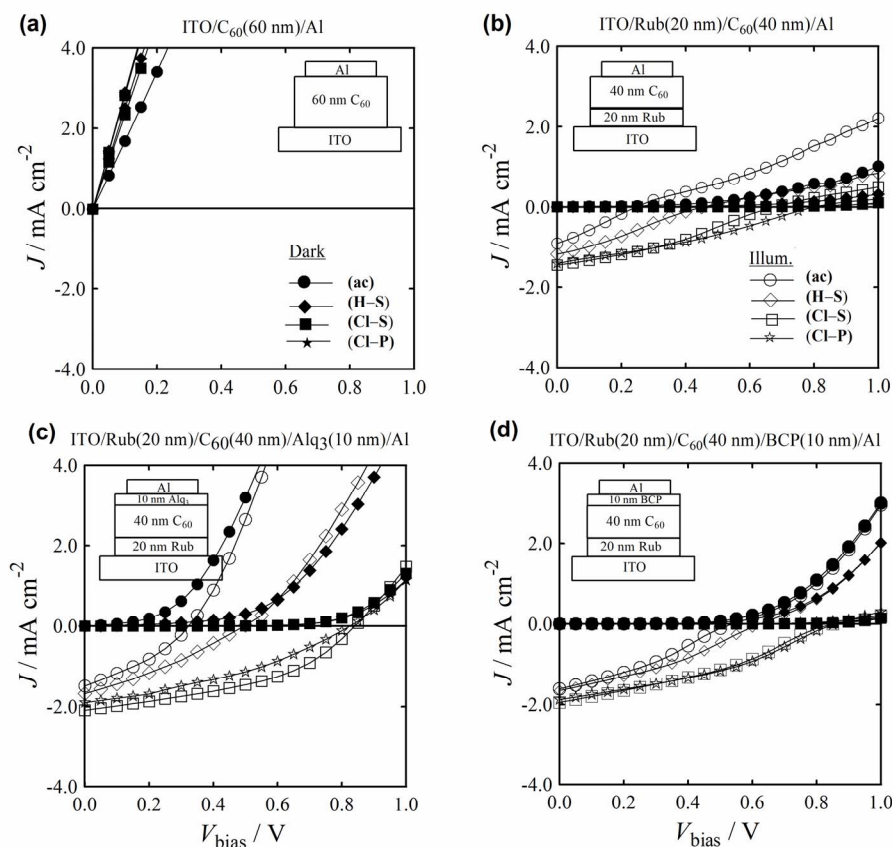 (a)
ITO/C60(60 nm)/Al
4.0
2.0
0.0
-2.0
-4.0
J / mA cm-2
Al
60 nm C60
ITO
Dark
(ac)
(H–S)
(Cl–S)
(Cl–P)
0.0 0.2 0.4 0.6 0.8 1.0
(b)
ITO/Rub(20 nm)/C60(40 nm)/Al
4.0
2.0
0.0
-2.0
-4.0
J / mA cm-2
Al
40 nm C60
20 nm Rub
ITO
Illum.
(ac)
(H–S)
(Cl–S)
(Cl–P)
0.0 0.2 0.4 0.6 0.8 1.0
(c)
ITO/Rub(20 nm)/C60(40 nm)/Alq3(10 nm)/Al
4.0
2.0
0.0
-2.0
-4.0
J / mA cm-2
Al
10 nm Alq3
40 nm C60
20 nm Rub
ITO
0.0 0.2 0.4 0.6 0.8 1.0
Vbias / V
(d)
ITO/Rub(20 nm)/C60(40 nm)/BCP(10 nm)/Al
4.0
2.0
0.0
-2.0
-4.0
J / mA cm-2
Al
10 nm BCP
40 nm C60
20 nm Rub
ITO
0.0 0.2 0.4 0.6 0.8 1.0
Vbias / V